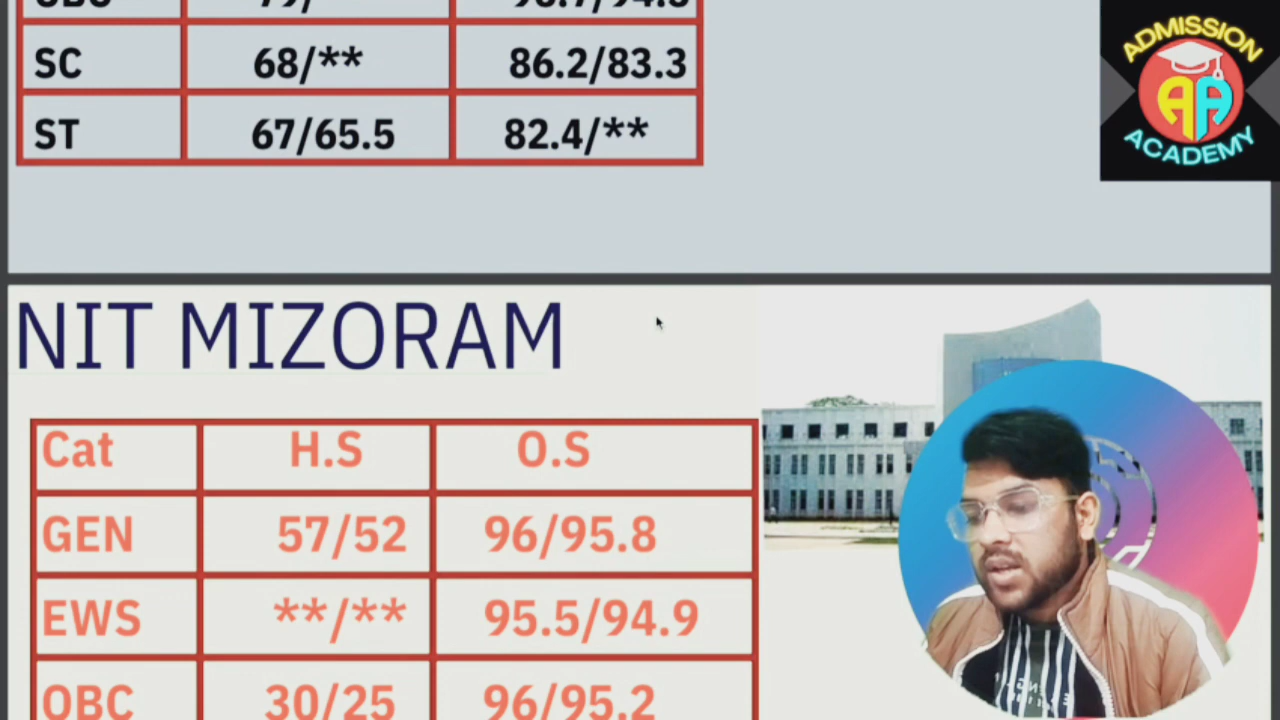 SC 68/** 86.2/83.3
ST 67/65.5 82.4/**
ADMISSION
AA
ACADEMY
NIT MIZORAM
Cat H.S O.S
GEN 57/52 96/95.8
EWS **/** 95.5/94.9
OBC 30/25 96/95.2